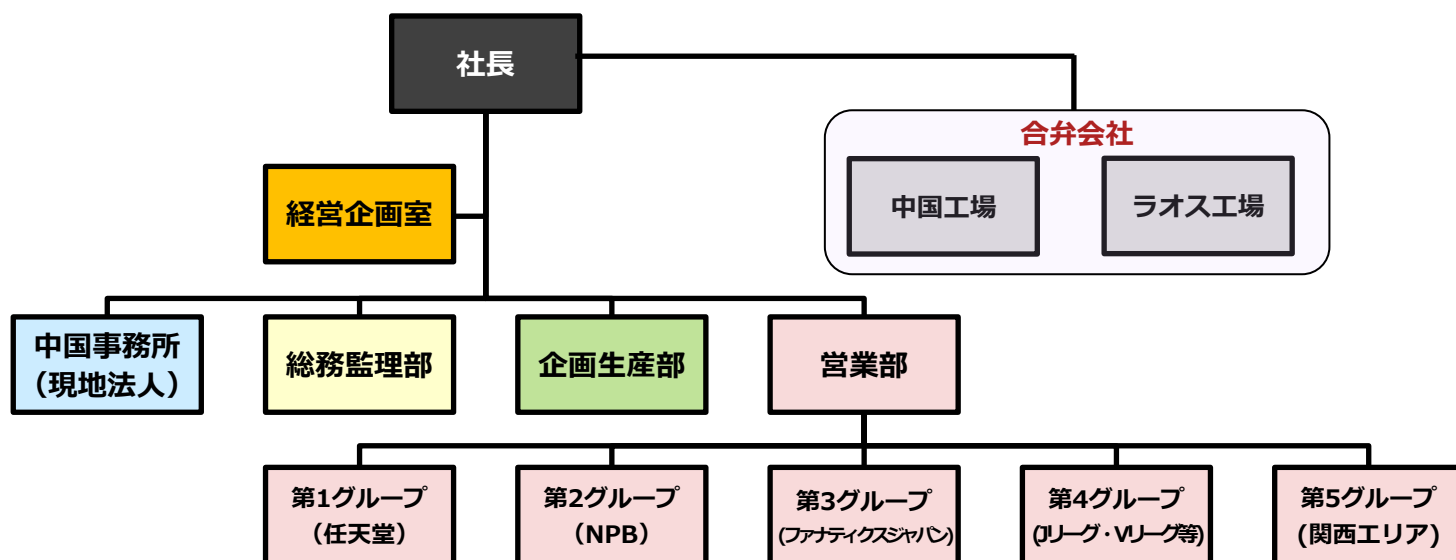 社長
合弁会社
中国工場
ラオス工場
経営企画室
中国事務所
（現地法人）
総務監理部
企画生産部
営業部
第1グループ
（任天堂）
第2グループ
（NPB）
第3グループ
(ファナティクスジャパン)
第4グループ
(Jリーグ・Vリーグ等)
第5グループ
(関西エリア)